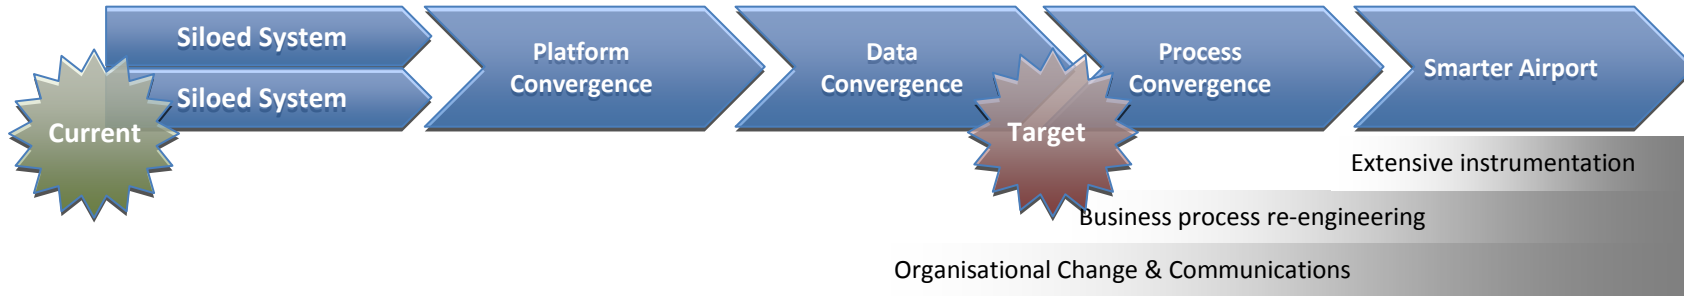 Siloed System
Siloed System
Platform
Convergence
Data
Convergence
Process
Convergence
Smarter Airport
Current
Target
Extensive instrumentation
Business process re-engineering
Organisational Change & Communications